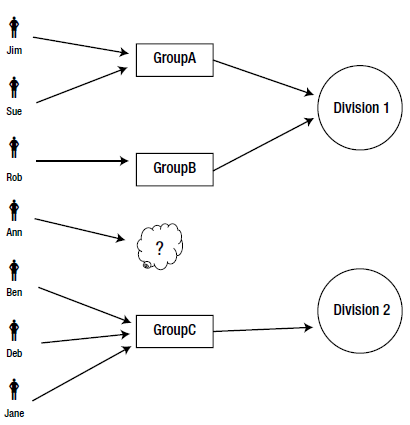 Jim
GroupA
Sue
Division 1
Rob
GroupB
Ann
?
Ben
Division 2
GroupC
Deb
Jane